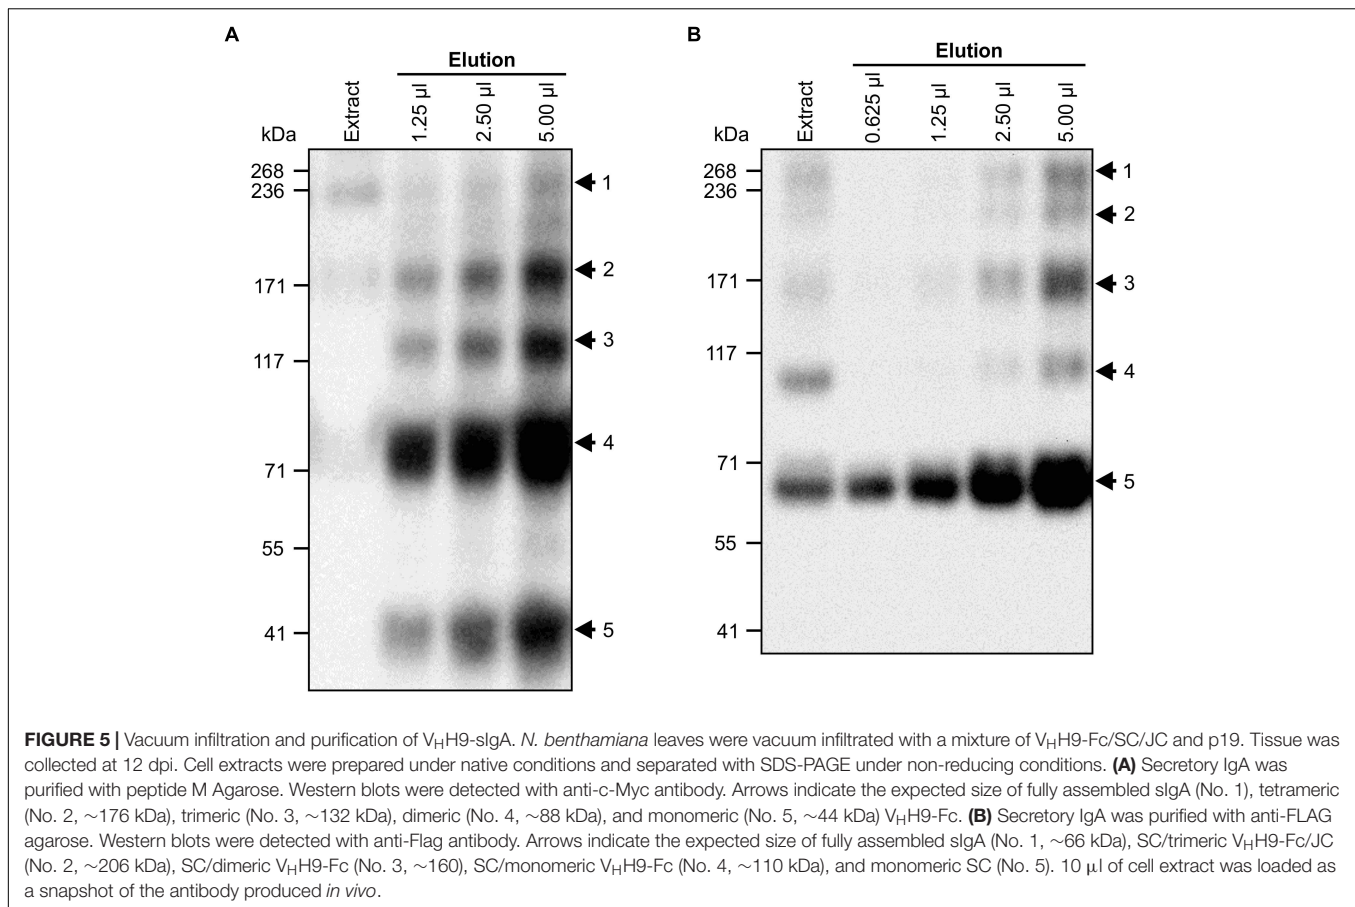 A
B
Elution
Elution
kDa
Extract
1.25 µl
2.50 µl
5.00 µl
kDa
Extract
0.625 µl
1.25 µl
2.50 µl
5.00 µl
268
236
171
117
71
55
41
1
2
3
4
5
268
236
171
117
71
55
41
1
2
3
4
5
FIGURE 5 | Vacuum infiltration and purification of VHH9-sIgA. N. benthamiana leaves were vacuum infiltrated with a mixture of VHH9-Fc/SC/JC and p19. Tissue was
collected at 12 dpi. Cell extracts were prepared under native conditions and separated with SDS-PAGE under non-reducing conditions. (A) Secretory IgA was
purified with peptide M Agarose. Western blots were detected with anti-c-Myc antibody. Arrows indicate the expected size of fully assembled sIgA (No. 1), tetrameric
(No. 2, ~176 kDa), trimeric (No. 3, ~132 kDa), dimeric (No. 4, ~88 kDa), and monomeric (No. 5, ~44 kDa) VHH9-Fc. (B) Secretory IgA was purified with anti-FLAG
agarose. Western blots were detected with anti-Flag antibody. Arrows indicate the expected size of fully assembled sIgA (No. 1, ~66 kDa), SC/trimeric VHH9-Fc/JC
(No. 2, ~206 kDa), SC/dimeric VHH9-Fc (No. 3, ~160), SC/monomeric VHH9-Fc (No. 4, ~110 kDa), and monomeric SC (No. 5). 10 µl of cell extract was loaded as
a snapshot of the antibody produced in vivo.